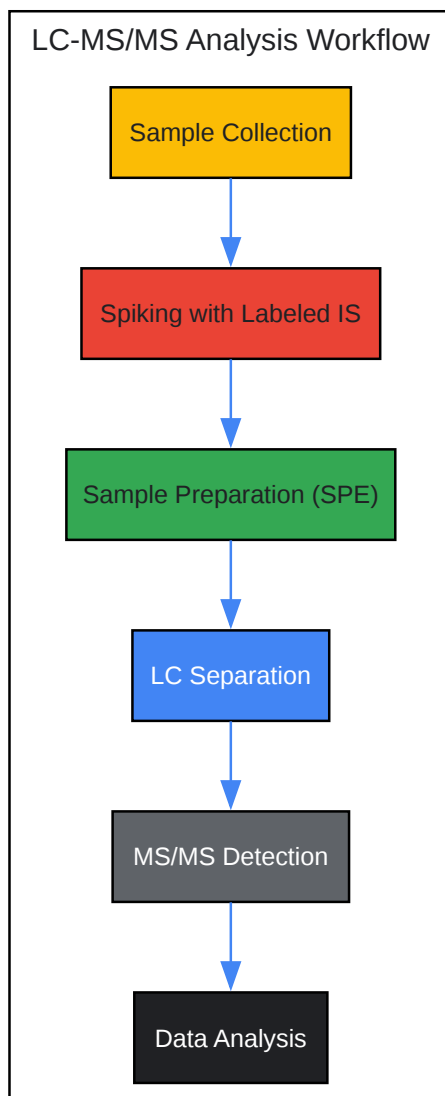 LC-MS/MS Analysis Workflow
Sample Collection
Spiking with Labeled IS
Sample Preparation (SPE)
LC Separation
MS/MS Detection
Data Analysis